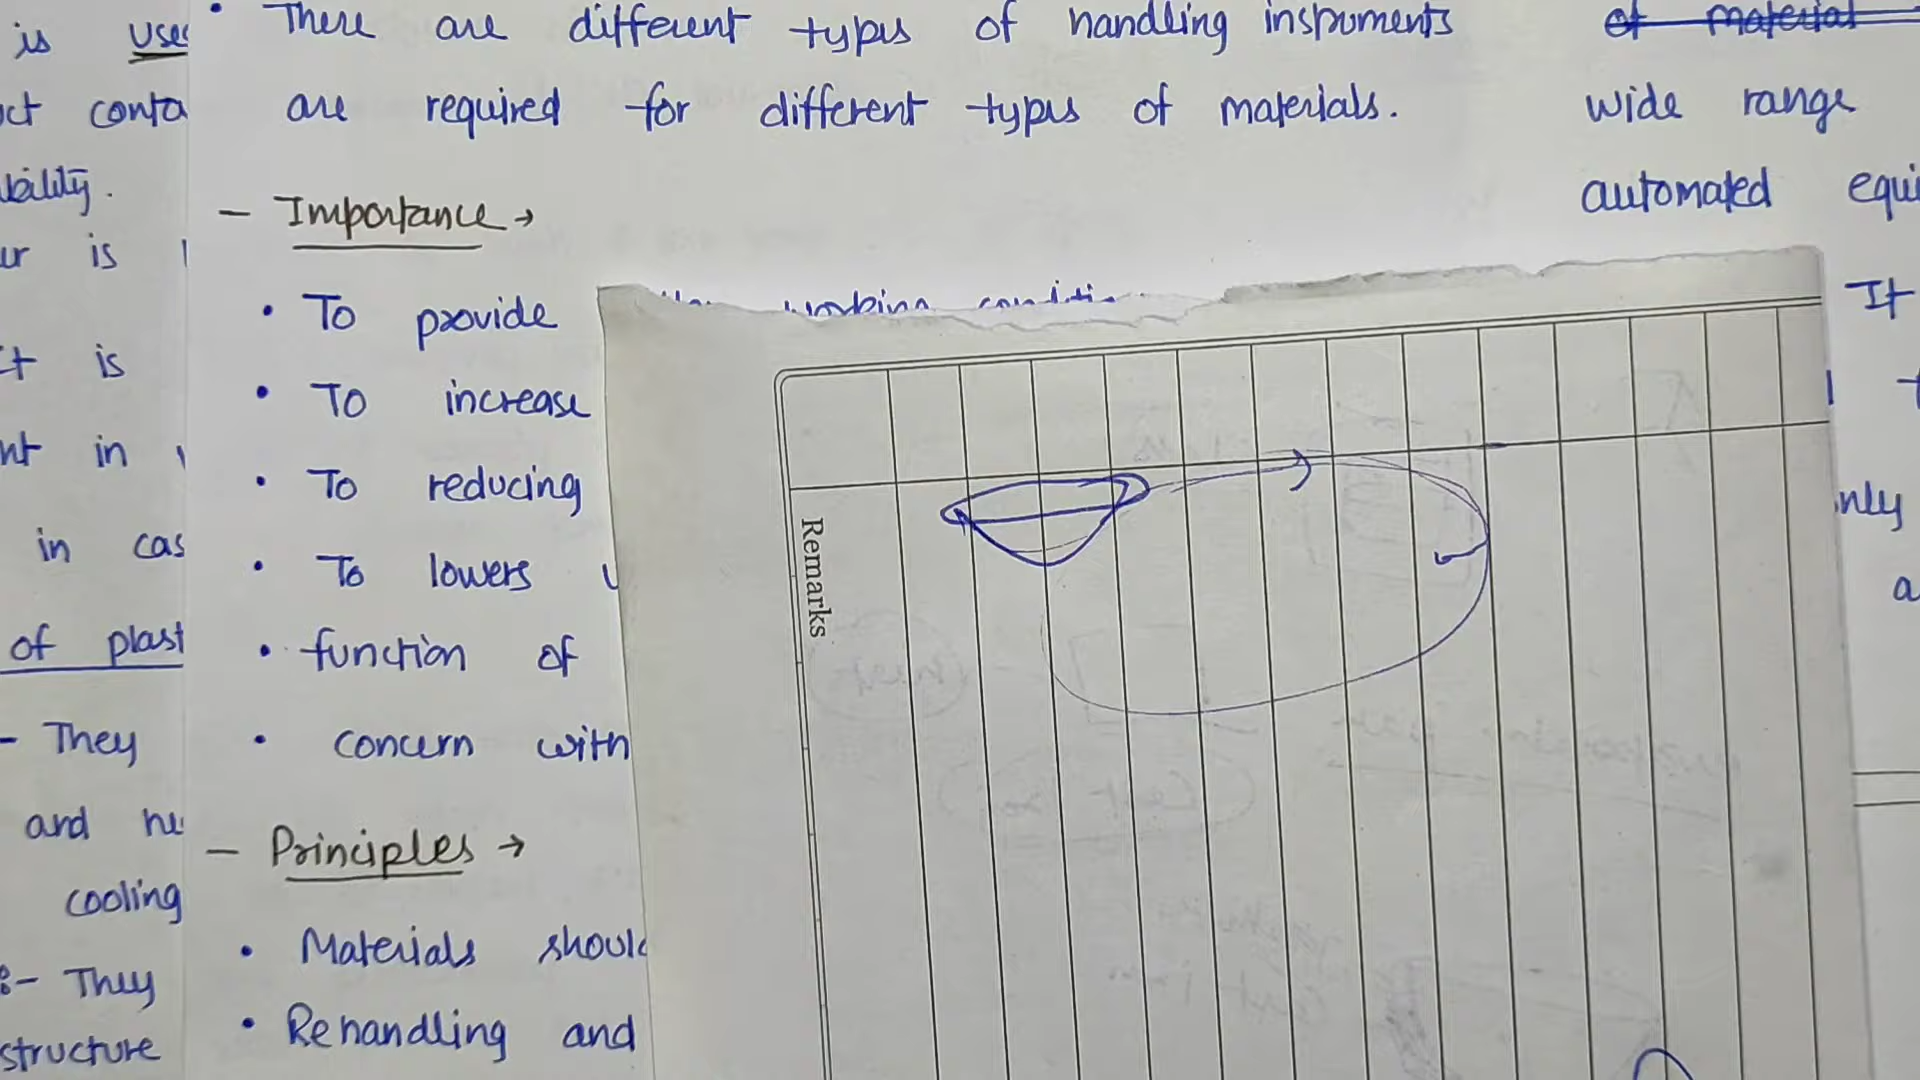 is used
ct conta
bility.
ur is
It is
nt in
in cas
of plast
- They
and
cooling
:- They
structure
• There are different types of handling instruments
are required for different types of materials.
- Importance →
• To provide working conditi
• To increase
• To reducing
• To lowers
• function of
• concern with
- Principles →
• Materials should
• Rehandling and
Remarks
of material
wide range
automated equi
If
nly
a